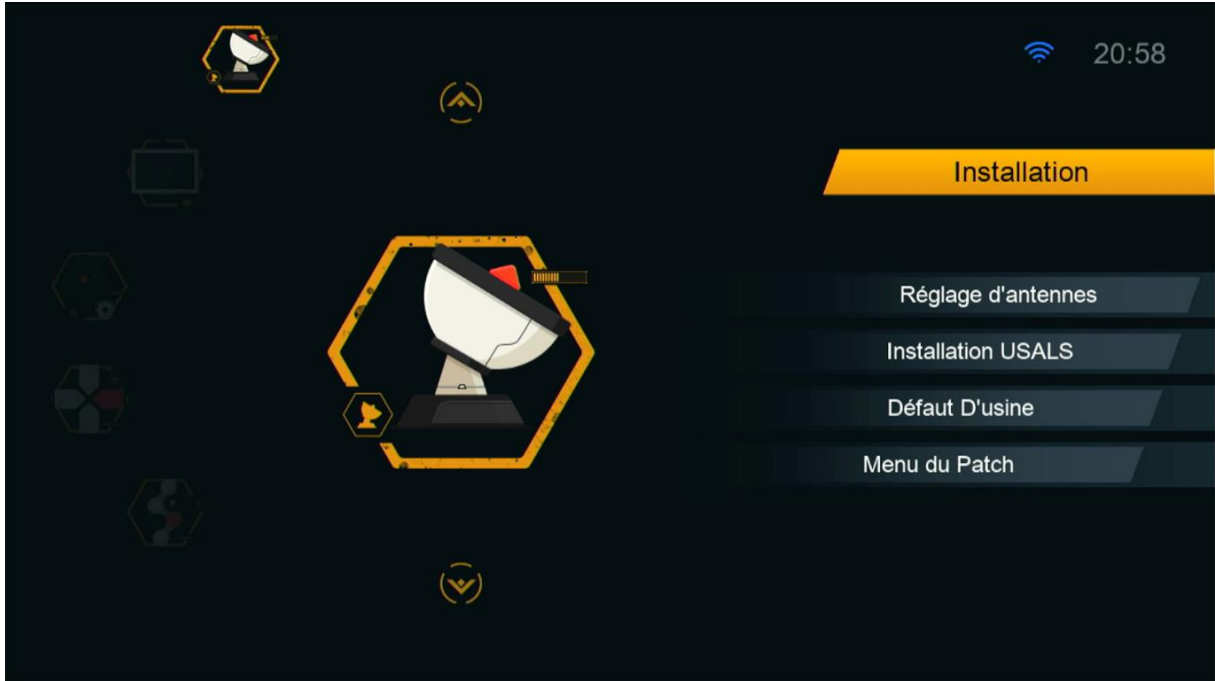 20:58
Installation
Réglage d'antennes
Installation USALS
Défaut D'usine
Menu du Patch